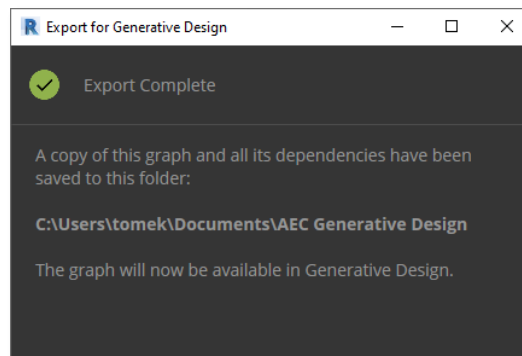 Export for Generative Design
Export Complete
A copy of this graph and all its dependencies have been
saved to this folder:
C:\Users\tomek\Documents\AEC Generative Design
The graph will now be available in Generative Design.